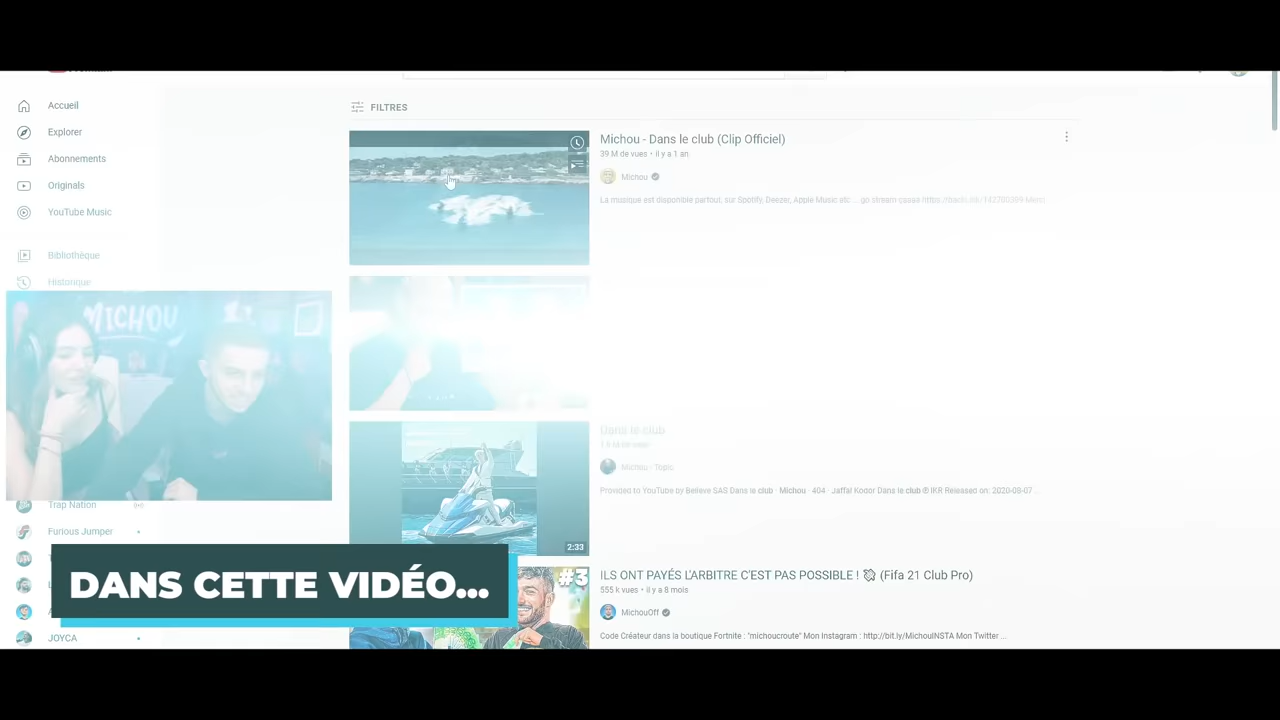 Accueil
Explorer
Abonnements
Originals
YouTube Music
Bibliothèque
Historique
FILTRES
Michou - Dans le club (Clip Officiel)
39 M de vues • il y a 1 an
Michou
La musique est disponible partout, sur Spotify, Deezer, Apple Music etc ...
MICHOU
Dans le club
Michou - Topic
Provided to YouTube by Believe SAS Dans le club · Michou · 404 · Jaffal Kodor Dans le club ℗ IKR Released on: 2020-08-07 ...
2:33
Trap Nation
Furious Jumper
JOYCA
DANS CETTE VIDÉO...
#3
ILS ONT PAYÉS L'ARBITRE C'EST PAS POSSIBLE ! (Fifa 21 Club Pro)
555 k vues • il y a 8 mois
MichouOff
Code Créateur dans la boutique Fortnite : "michoucroute" Mon Instagram : http://bit.ly/MichouINSTA Mon Twitter ...